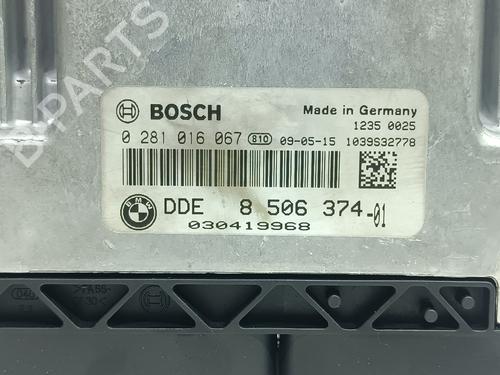 PARTS
BOSCH
Made in Germany
1235 0025
0 281 016 067 810 09-05-15 1039S32778
BMW
DDE 8 506 374-01
030419968